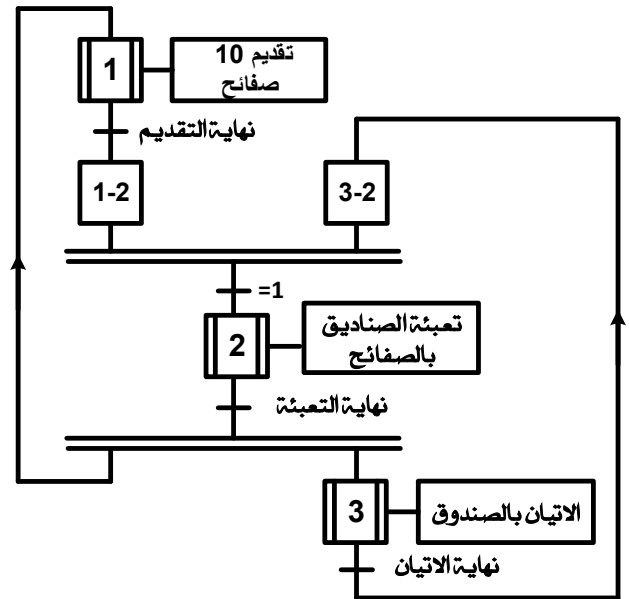 1
تقديم 10
صفائح
نهاية التقديم
1-2
3-2
=1
2
تعبئة الصناديق
بالصفائح
نهاية التعبئة
3
الاتيان بالصندوق
نهاية الاتيان